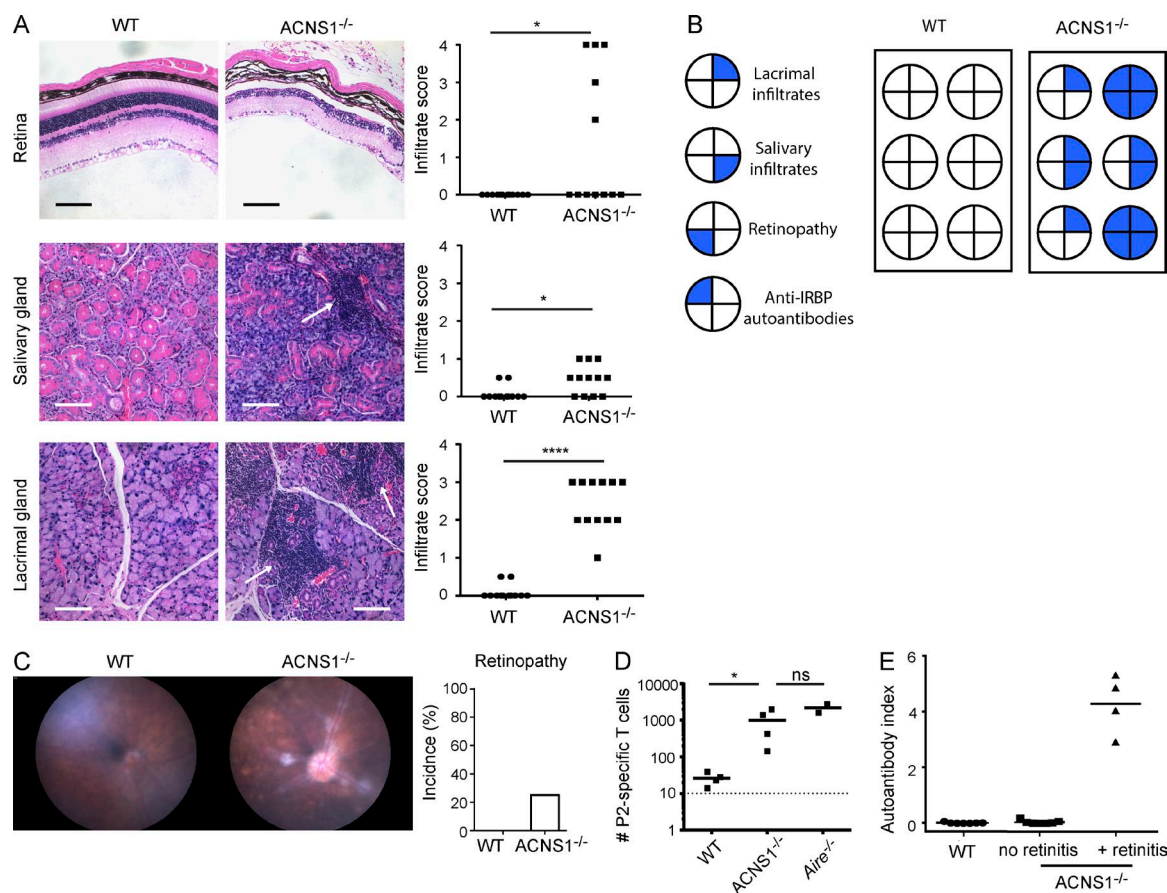 A
WT
ACNS1-/-
Retina
Infiltrate score
4
3
2
1
0
*
WT
ACNS1-/-
Salivary gland
Infiltrate score
4
3
2
1
0
*
WT
ACNS1-/-
Lacrimal gland
Infiltrate score
4
3
2
1
0
****
WT
ACNS1-/-
B
Lacrimal
infiltrates
Salivary
infiltrates
Retinopathy
Anti-IRBP
autoantibodies
WT
ACNS1-/-
C
WT
ACNS1-/-
Retinopathy
Incidnce (%)
100
80
60
40
20
0
WT
ACNS1-/-
D
# P2-specific T cells
10000
1000
100
10
1
*
ns
WT
ACNS1-/-
Aire-/-
E
Autoantibody index
6
4
2
0
WT
no retinitis
+ retinitis
ACNS1-/-